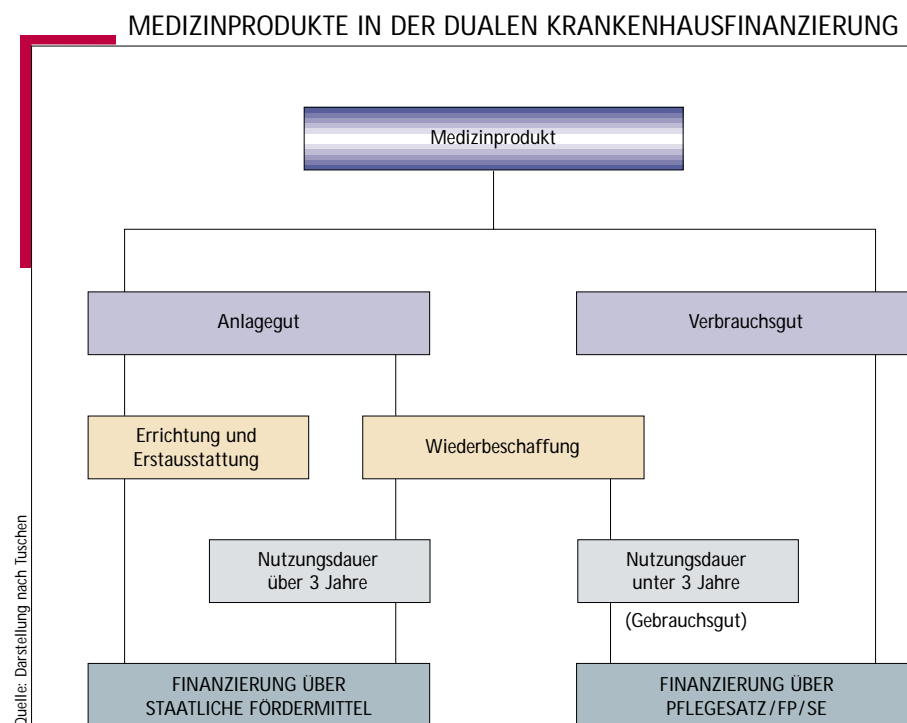 MEDIZINPRODUKTE IN DER DUALEN KRANKENHAUSFINANZIERUNG
Medizinprodukt
Anlagegut
Verbrauchsgut
Errichtung und
Erstausstattung
Wiederbeschaffung
Nutzungsdauer
über 3 Jahre
Nutzungsdauer
unter 3 Jahre
(Gebrauchsgut)
FINANZIERUNG ÜBER
STAATLICHE FÖRDERMITTEL
FINANZIERUNG ÜBER
PFLEGESATZ/FP/SE
Quelle: Darstellung nach Tuschen